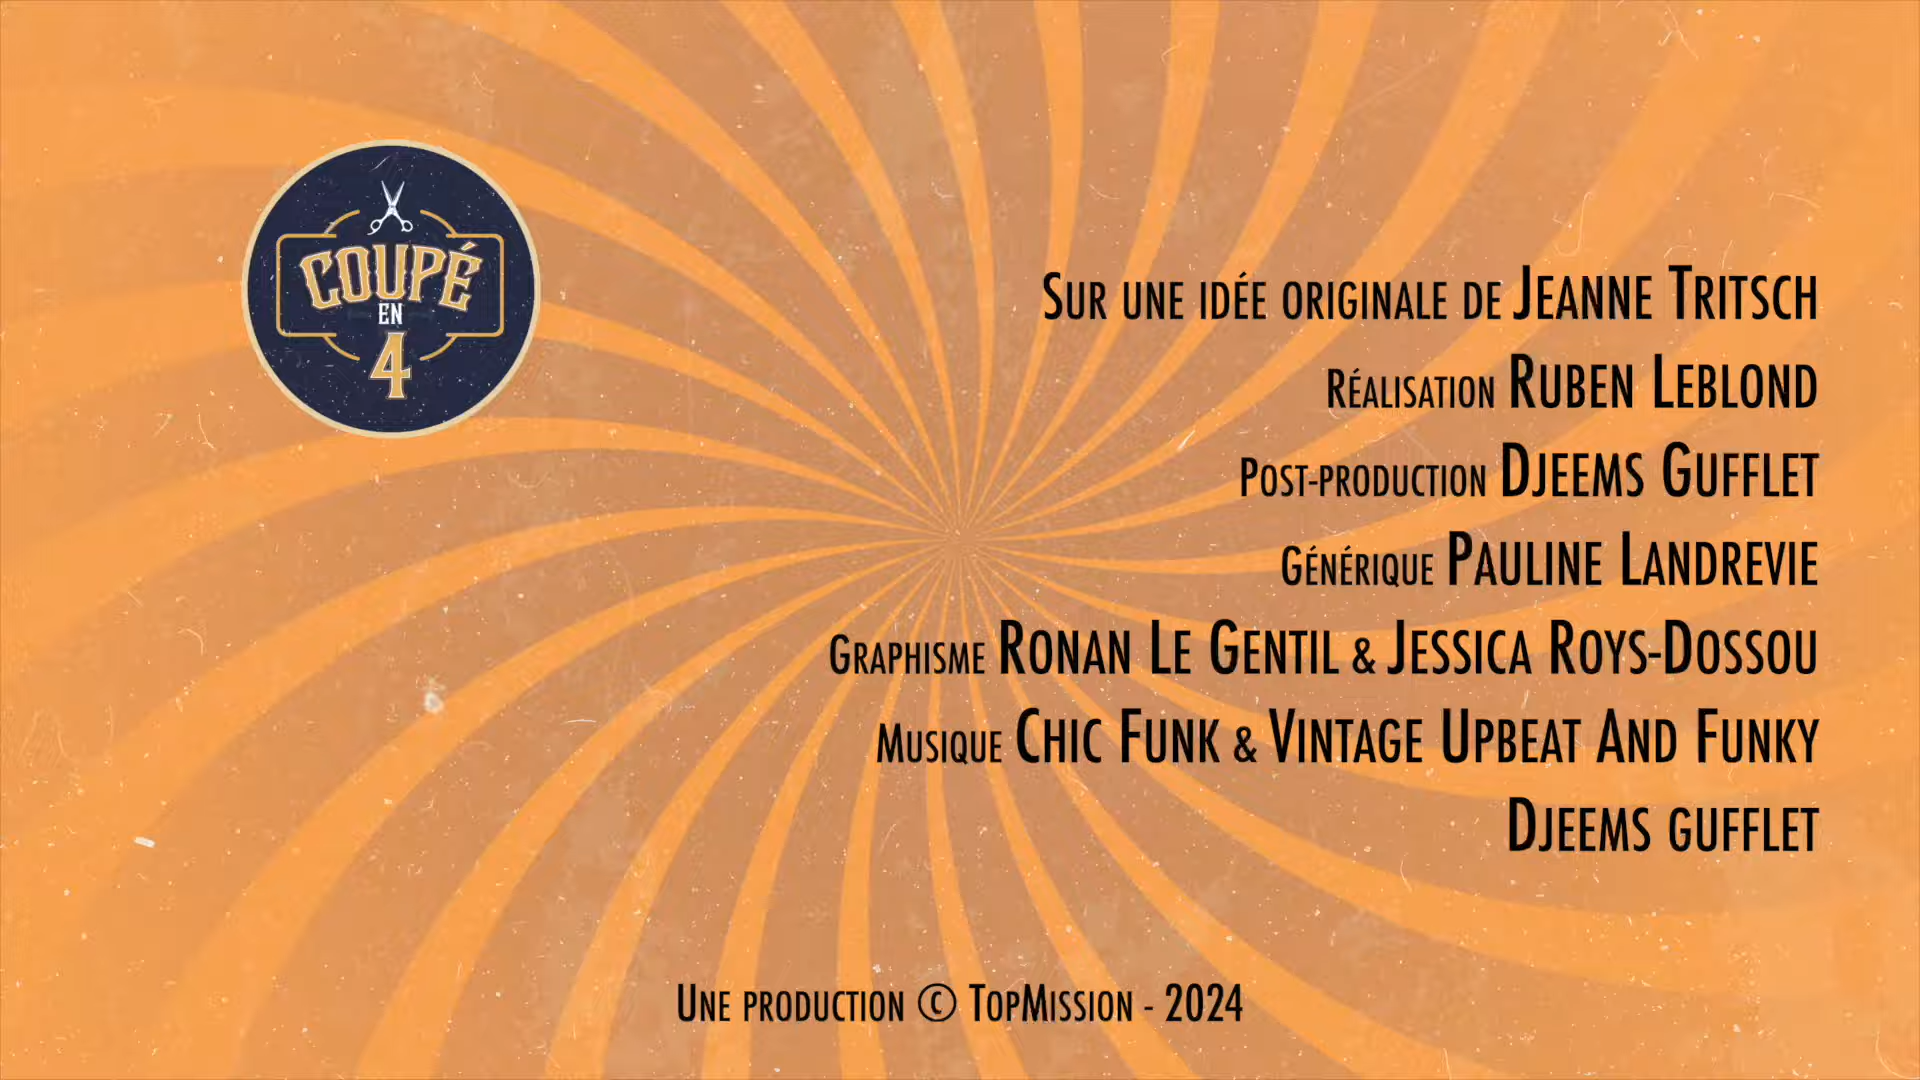 COUPÉ
EN
4
SUR UNE IDÉE ORIGINALE DE JEANNE TRITSCH
RÉALISATION RUBEN LEBLOND
POST-PRODUCTION DJEEMS GUFFLET
GÉNÉRIQUE PAULINE LANDREVIE
GRAPHISME RONAN LE GENTIL & JESSICA ROYS-DOSSOU
MUSIQUE CHIC FUNK & VINTAGE UPBEAT AND FUNKY
DJEEMS GUFFLET
UNE PRODUCTION © TOPMISSION - 2024